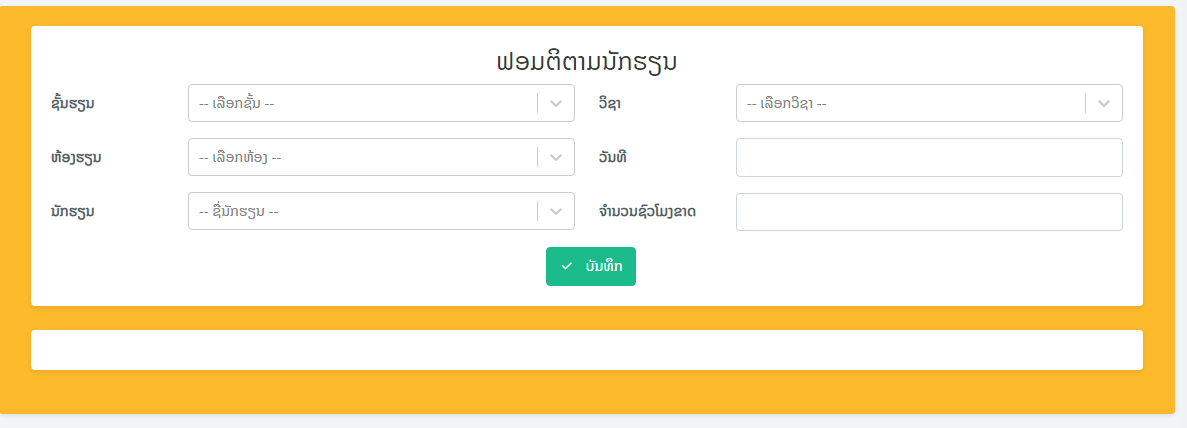 ຟອມຕິຕາມນັກຮຽນ
ຊັ້ນຮຽນ -- ເລືອກຊັ້ນ -- ວິຊາ -- ເລືອກວິຊາ --
ຫ້ອງຮຽນ -- ເລືອກຫ້ອງ -- ວັນທີ
ນັກຮຽນ -- ຊື່ນັກຮຽນ -- ຈຳນວນຊົວໂມງຂາດ
ບັນທຶກ